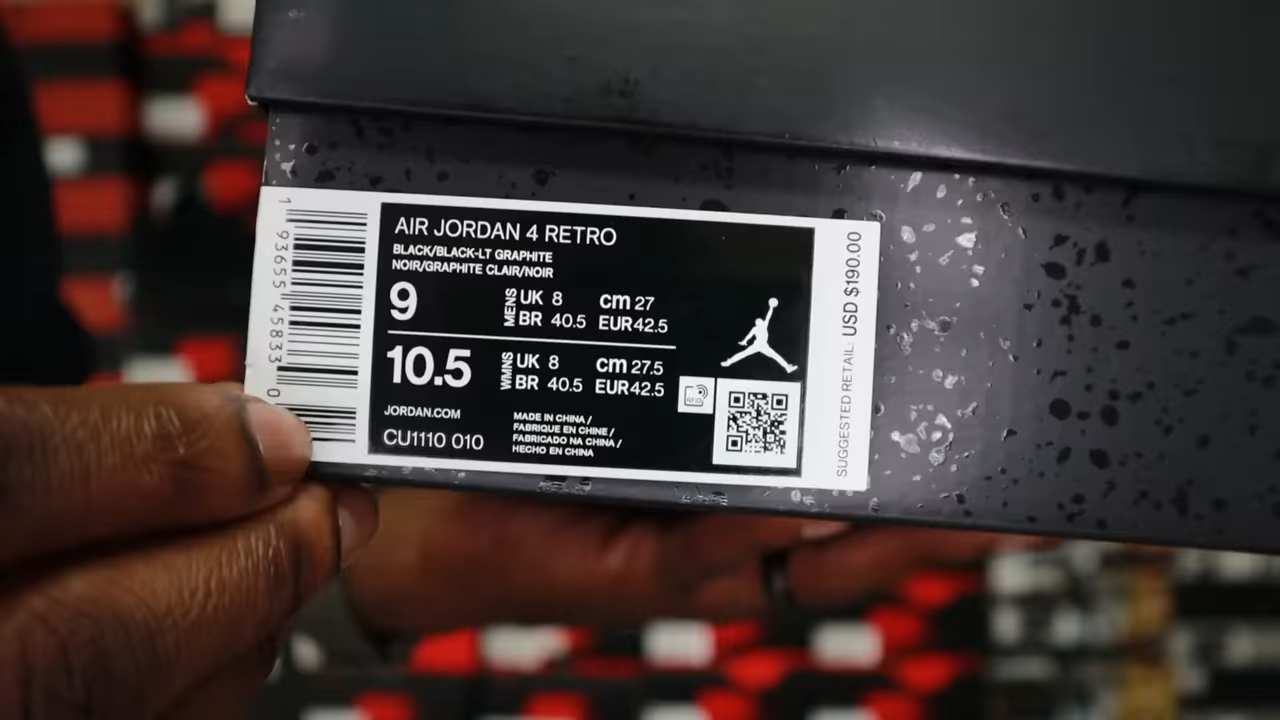 1 93655 45833 0
AIR JORDAN 4 RETRO
BLACK/BLACK-LT GRAPHITE
NOIR/GRAPHITE CLAIR/NOIR
9 MENS UK 8 cm 27
BR 40.5 EUR 42.5
10.5 WMNS UK 8 cm 27.5
BR 40.5 EUR 42.5
JORDAN.COM
CU1110 010
MADE IN CHINA /
FABRIQUE EN CHINE /
FABRICADO NA CHINA /
HECHO EN CHINA
RFID
SUGGESTED RETAIL: USD $190.00